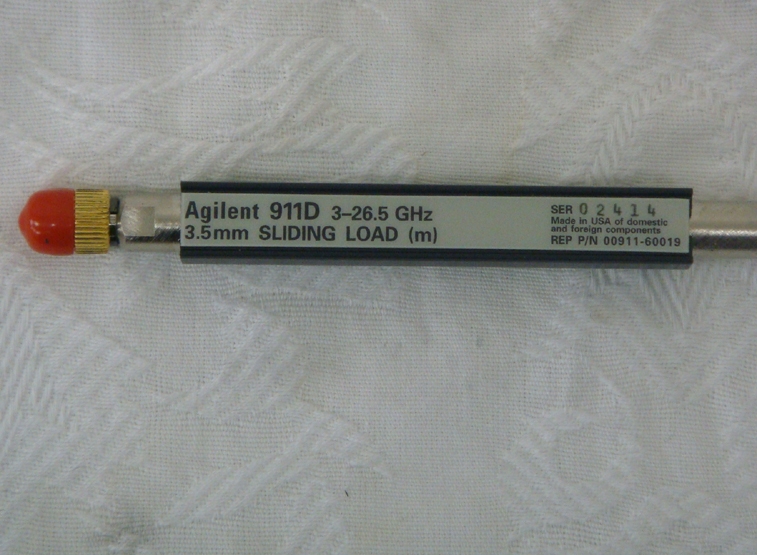 Agilent 911D 3–26.5 GHz
3.5mm SLIDING LOAD (m)
SER 02414
Made in USA of domestic
and foreign components
REP P/N 00911-60019